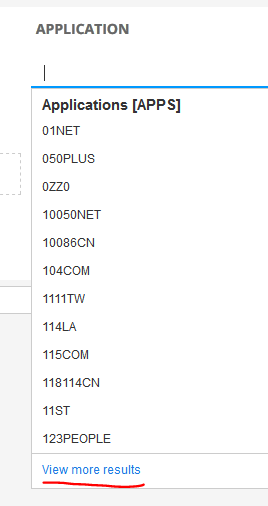 APPLICATION
Applications [APPS]
01NET
050PLUS
0ZZ0
10050NET
10086CN
104COM
1111TW
114LA
115COM
118114CN
11ST
123PEOPLE
View more results